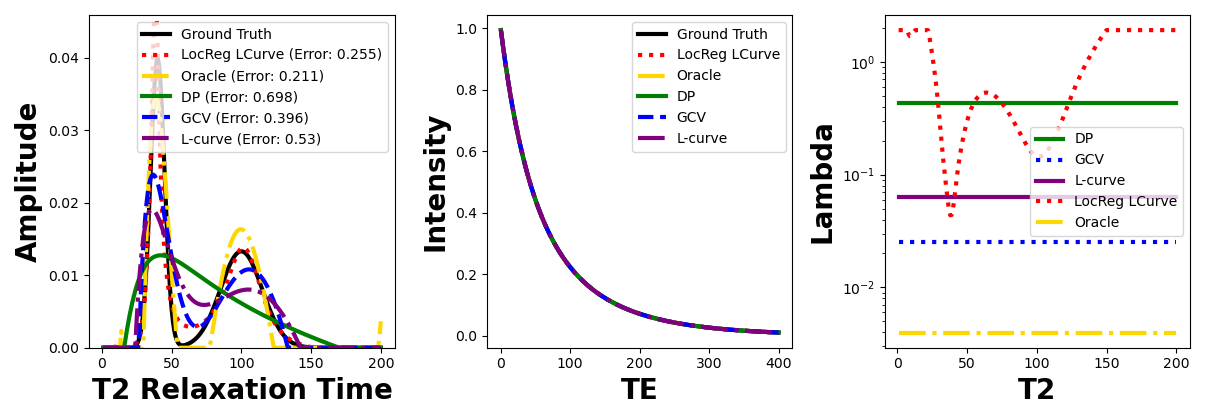 Amplitude
0.04
0.03
0.02
0.01
0.00
0
50
100
150
200
T2 Relaxation Time
Ground Truth
LocReg LCurve (Error: 0.255)
Oracle (Error: 0.211)
DP (Error: 0.698)
GCV (Error: 0.396)
L-curve (Error: 0.53)
Intensity
1.0
0.8
0.6
0.4
0.2
0.0
0
100
200
300
400
TE
Ground Truth
LocReg LCurve
Oracle
DP
GCV
L-curve
Lambda
10⁰
10⁻¹
10⁻²
0
50
100
150
200
T2
DP
GCV
L-curve
LocReg LCurve
Oracle